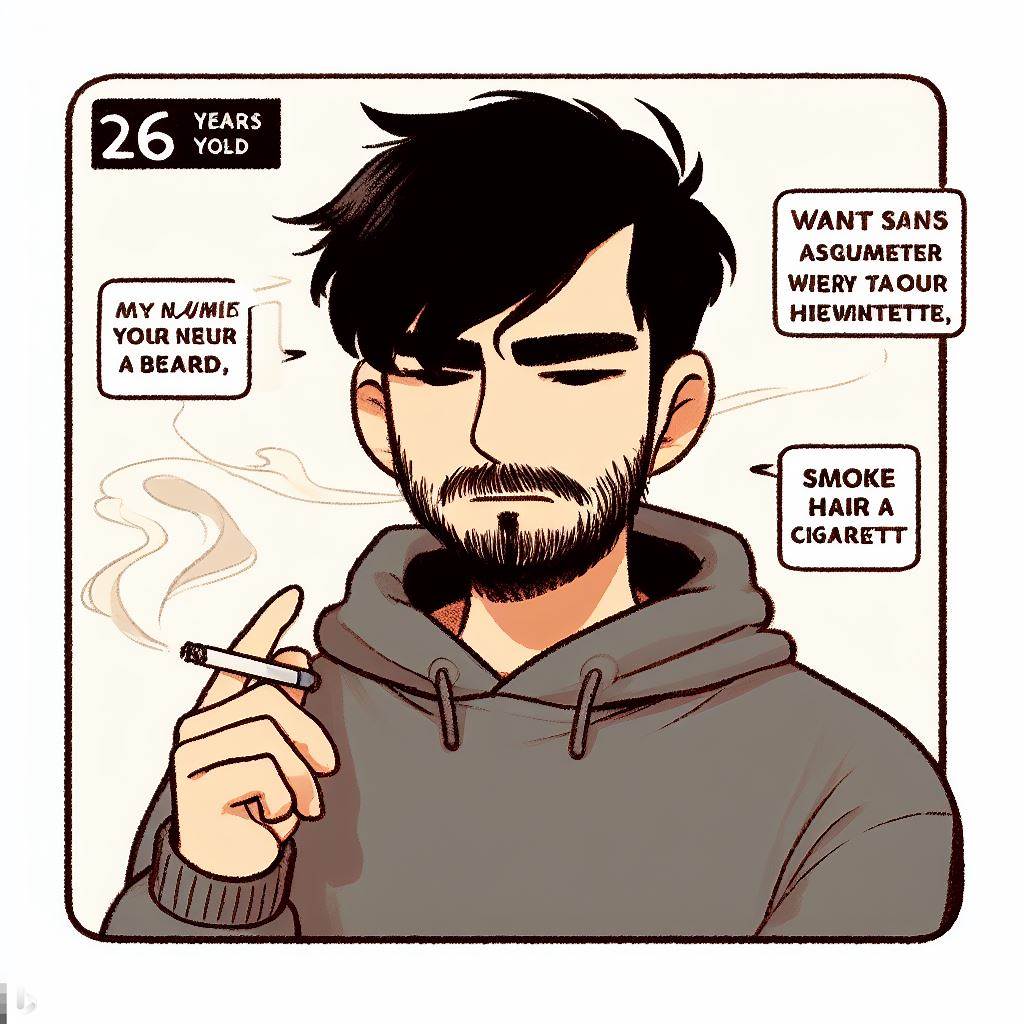 26 YEARS
YOLD
WANT SANS
ASGUMETER
WIERY TAOUR
HIEWINTETTE,
MY NUMIE
YOUR NEUR
A BEARD,
SMOKE
HAIR A
CIGARETT